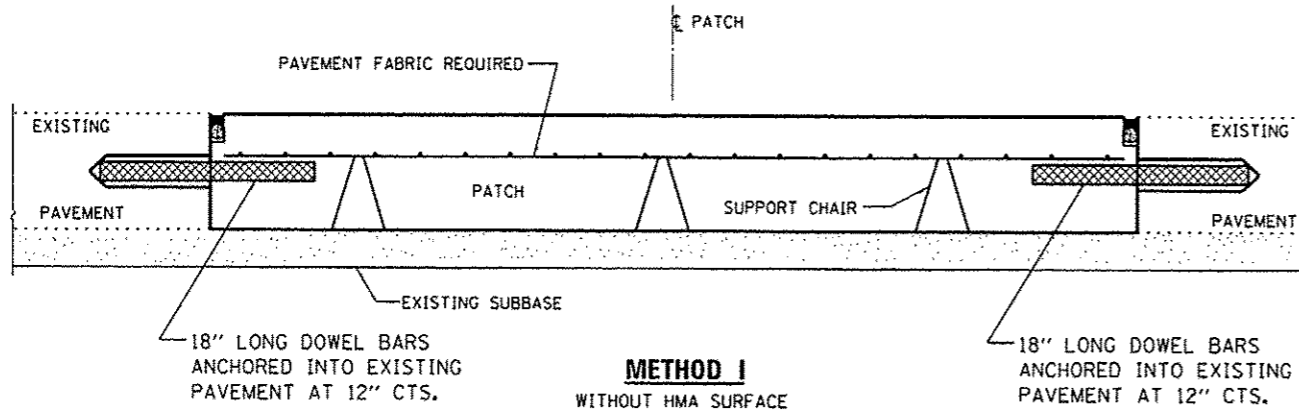 ℄ PATCH
PAVEMENT FABRIC REQUIRED
EXISTING
EXISTING
PATCH
SUPPORT CHAIR
PAVEMENT
PAVEMENT
EXISTING SUBBASE
18" LONG DOWEL BARS
ANCHORED INTO EXISTING
PAVEMENT AT 12" CTS.
METHOD I
WITHOUT HMA SURFACE
18" LONG DOWEL BARS
ANCHORED INTO EXISTING
PAVEMENT AT 12" CTS.